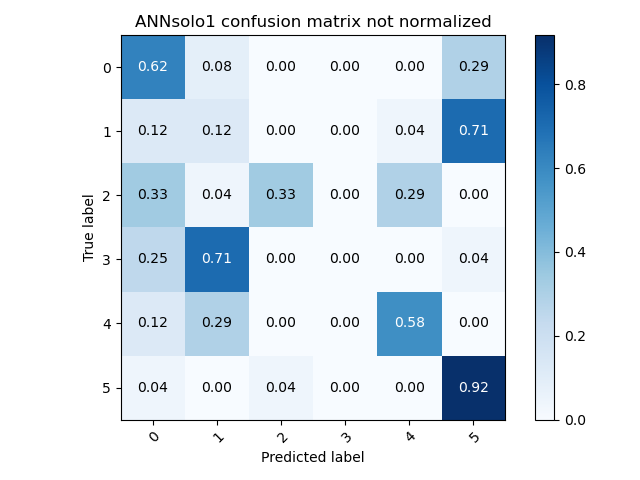 ANNsolo1 confusion matrix not normalized
0 0.62 0.08 0.00 0.00 0.00 0.29
1 0.12 0.12 0.00 0.00 0.04 0.71
2 0.33 0.04 0.33 0.00 0.29 0.00
3 0.25 0.71 0.00 0.00 0.00 0.04
4 0.12 0.29 0.00 0.00 0.58 0.00
5 0.04 0.00 0.04 0.00 0.00 0.92
0 1 2 3 4 5
Predicted label
True label
0.8
0.6
0.4
0.2
0.0